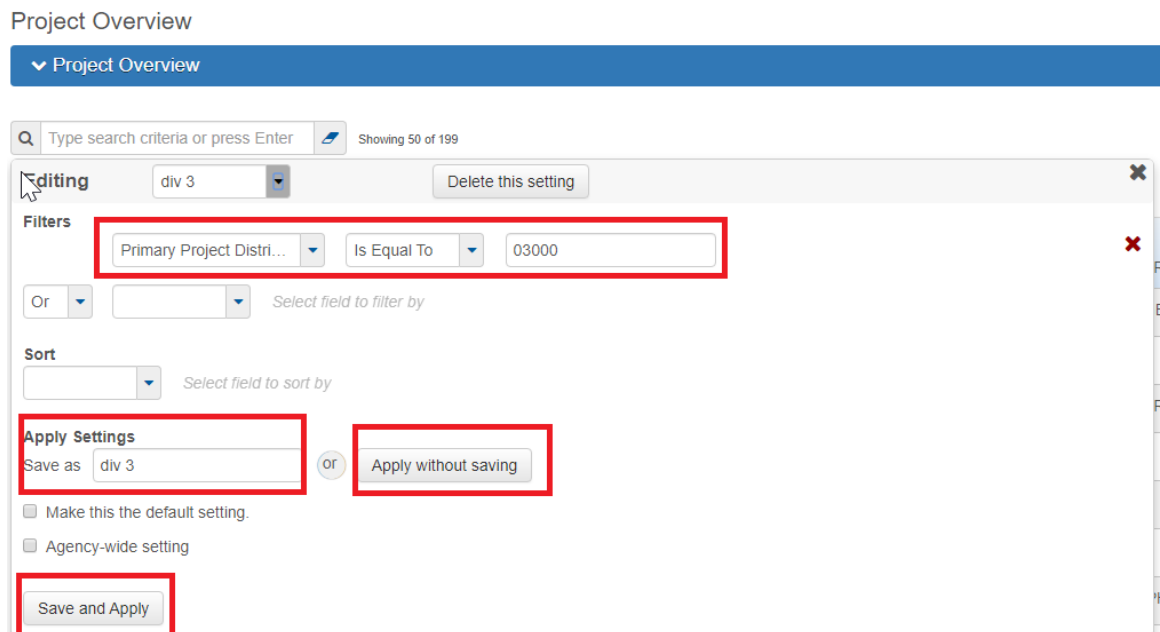 Project Overview
Project Overview
Type search criteria or press Enter Showing 50 of 199
Editing div 3 Delete this setting
Filters
Primary Project Distri... Is Equal To 03000
Or Select field to filter by
Sort
Select field to sort by
Apply Settings
Save as div 3 or Apply without saving
Make this the default setting.
Agency-wide setting
Save and Apply